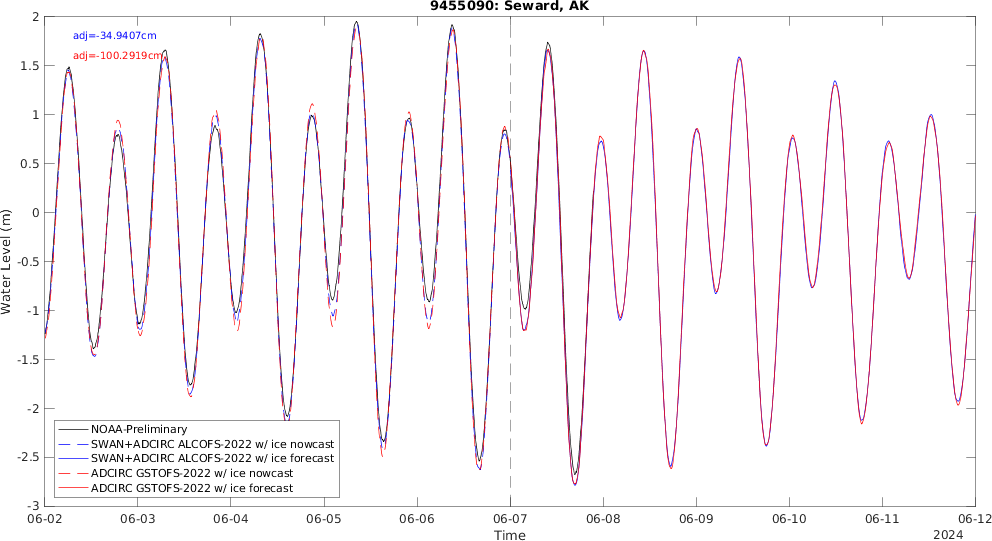 9455090: Seward, AK
adj=-34.9407cm
adj=-100.2919cm
2
1.5
1
0.5
0
-0.5
-1
-1.5
-2
-2.5
-3
Water Level (m)
NOAA-Preliminary
SWAN+ADCIRC ALCOFS-2022 w/ ice nowcast
SWAN+ADCIRC ALCOFS-2022 w/ ice forecast
ADCIRC GSTOFS-2022 w/ ice nowcast
ADCIRC GSTOFS-2022 w/ ice forecast
06-02 06-03 06-04 06-05 06-06 06-07 06-08 06-09 06-10 06-11 06-12
Time
2024